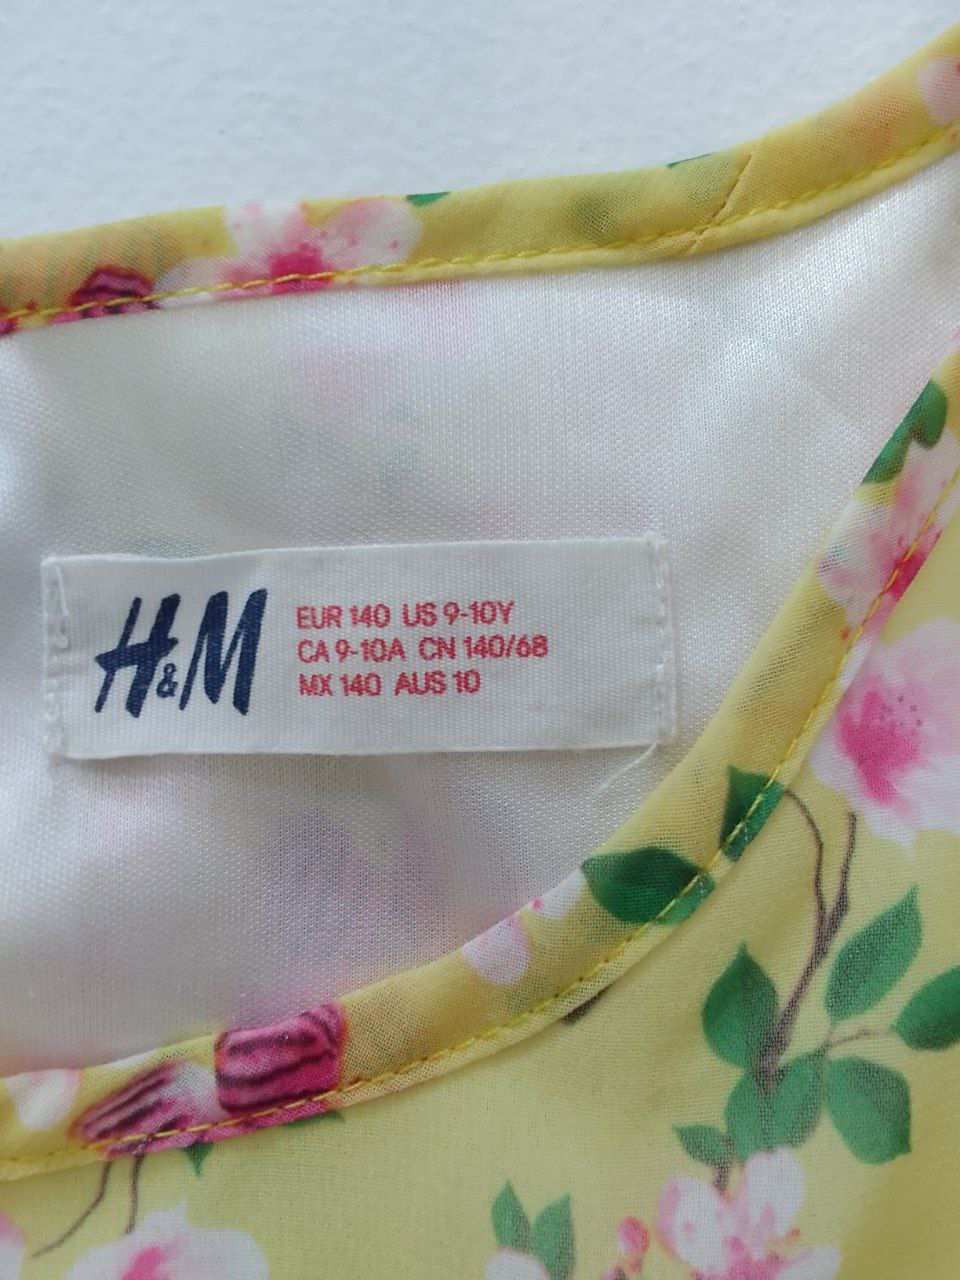 H&M
EUR 140 US 9-10Y
CA 9-10A CN 140/68
MX 140 AUS 10